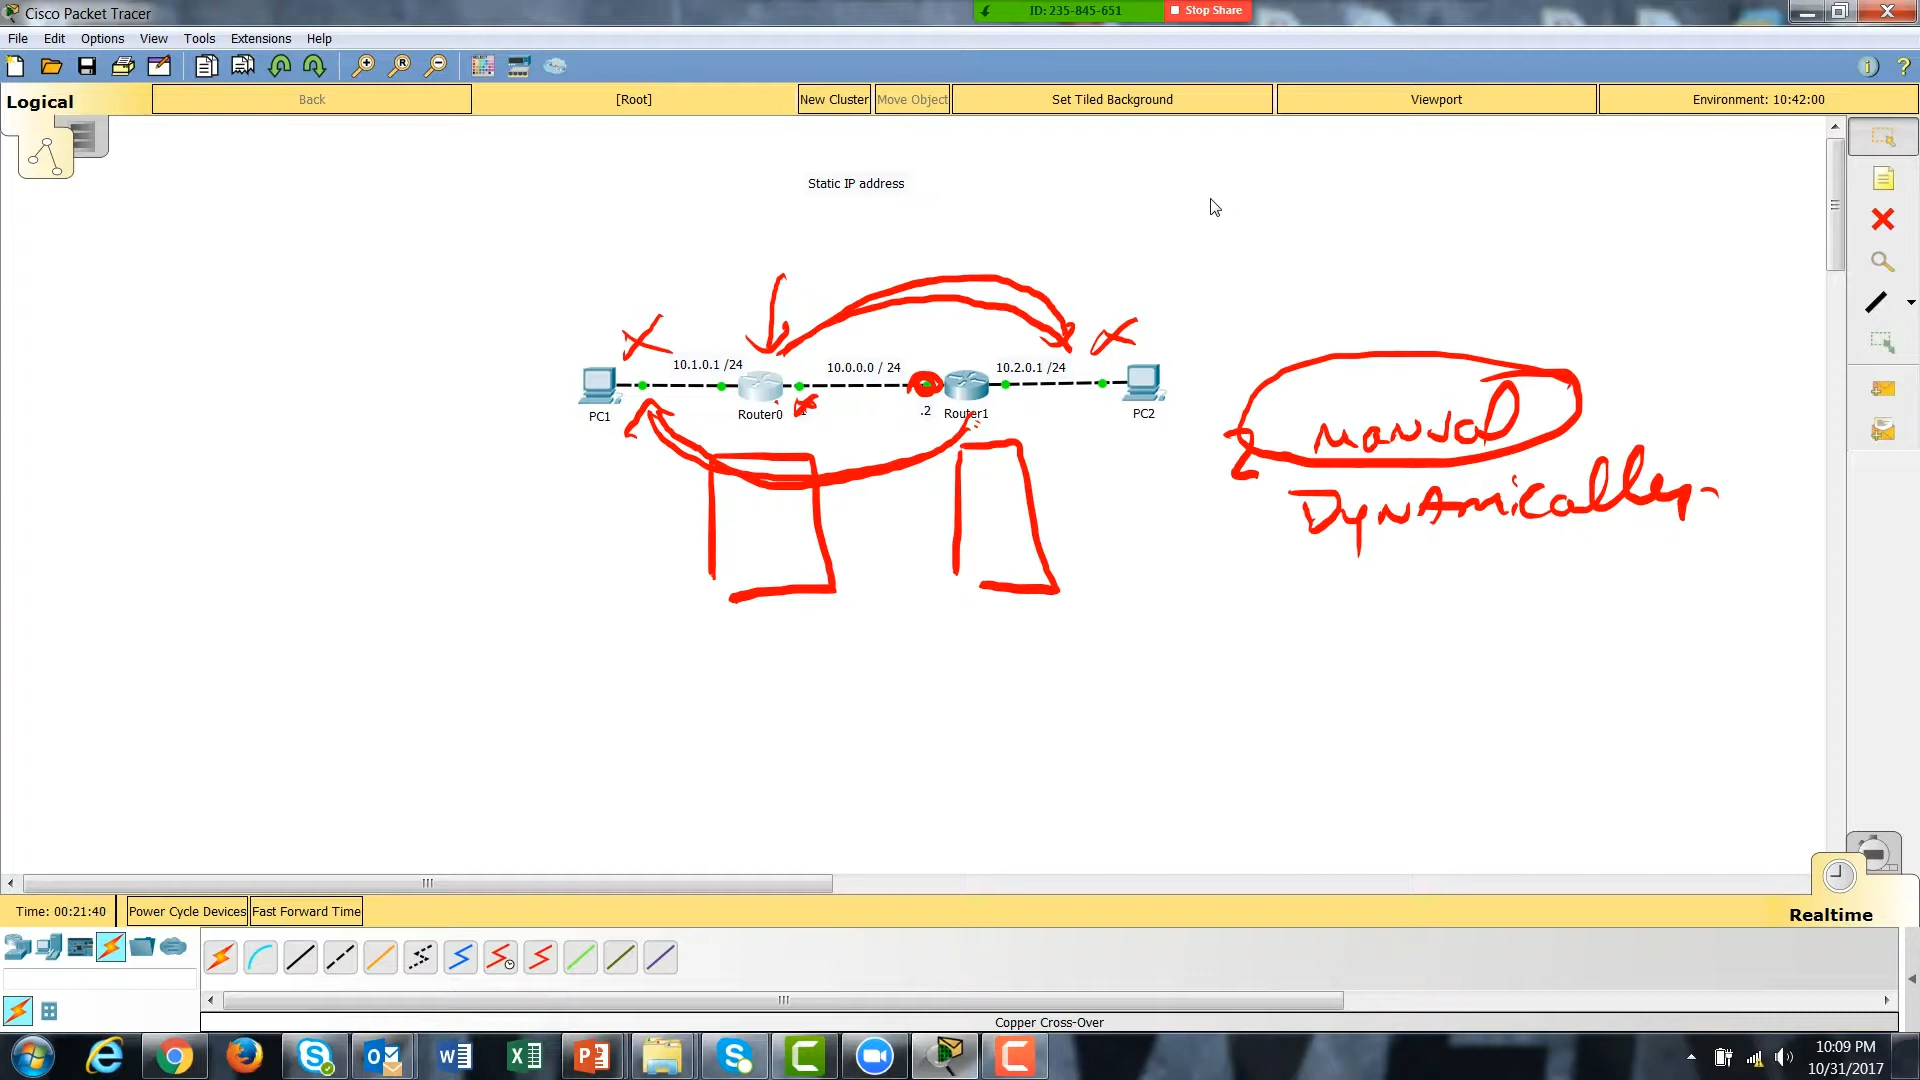 Cisco Packet Tracer
ID: 235-845-651
Stop Share
File Edit Options View Tools Extensions Help
Logical
Back
[Root]
New Cluster
Move Object
Set Tiled Background
Viewport
Environment: 10:42:00
Static IP address
10.1.0.1 /24
10.0.0.0 / 24
10.2.0.1 /24
PC1
Router0
.2
Router1
PC2
Manual
DynAmically
Time: 00:21:40
Power Cycle Devices
Fast Forward Time
Realtime
Copper Cross-Over
10:09 PM
10/31/2017